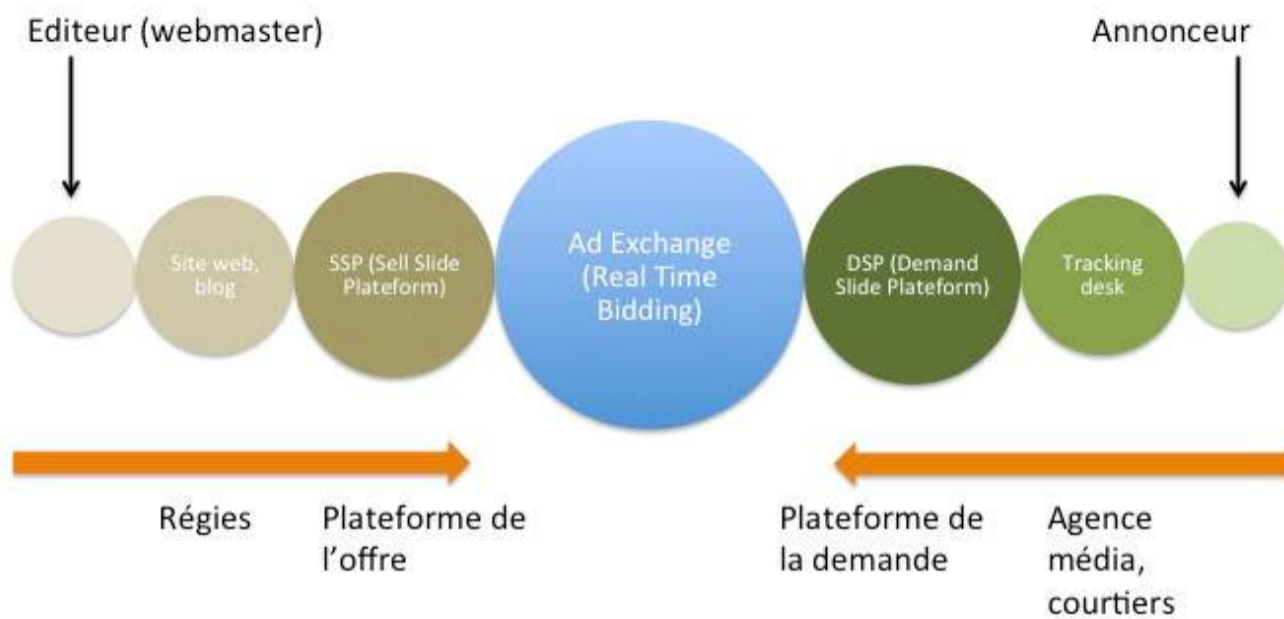 Editeur (webmaster)
Annonceur
Site web,
blog
SSP (Sell Slide
Plateform)
Ad Exchange
(Real Time
Bidding)
DSP (Demand
Slide Plateform)
Tracking
desk
Régies
Plateforme de
l’offre
Plateforme de
la demande
Agence
média,
courtiers